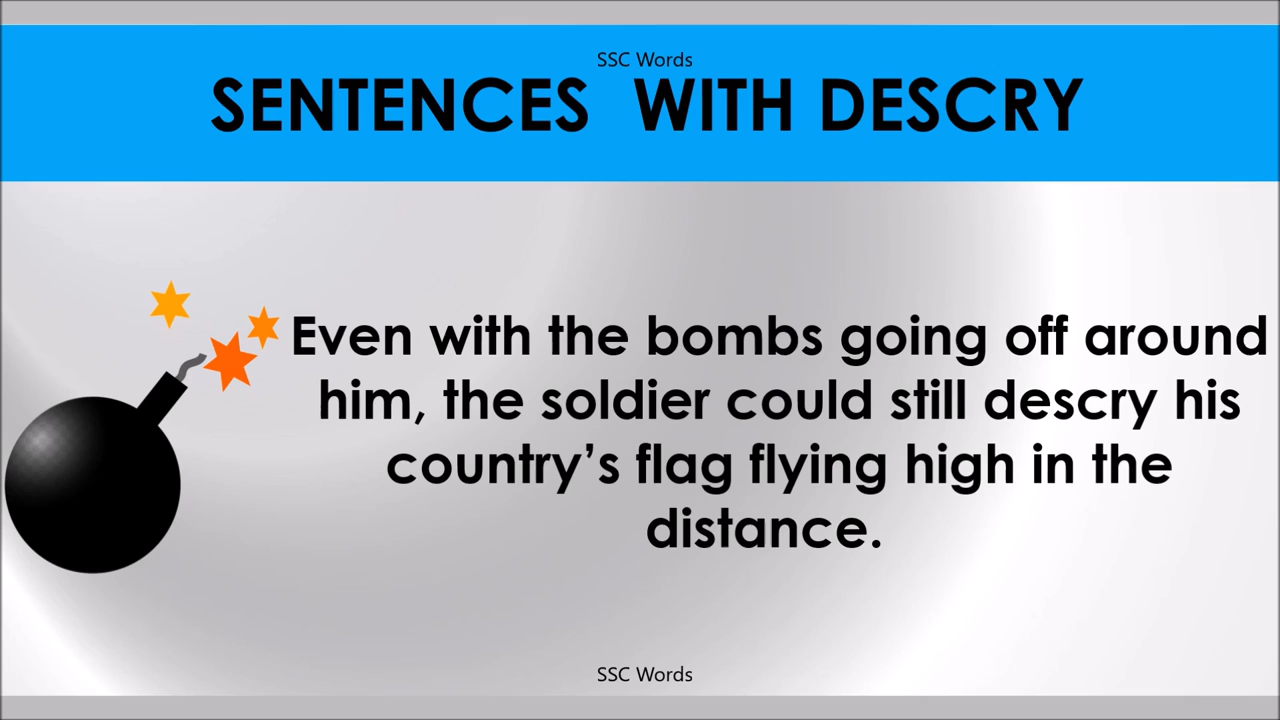 SSC Words
SENTENCES WITH DESCRY
Even with the bombs going off around
him, the soldier could still descry his
country’s flag flying high in the
distance.
SSC Words